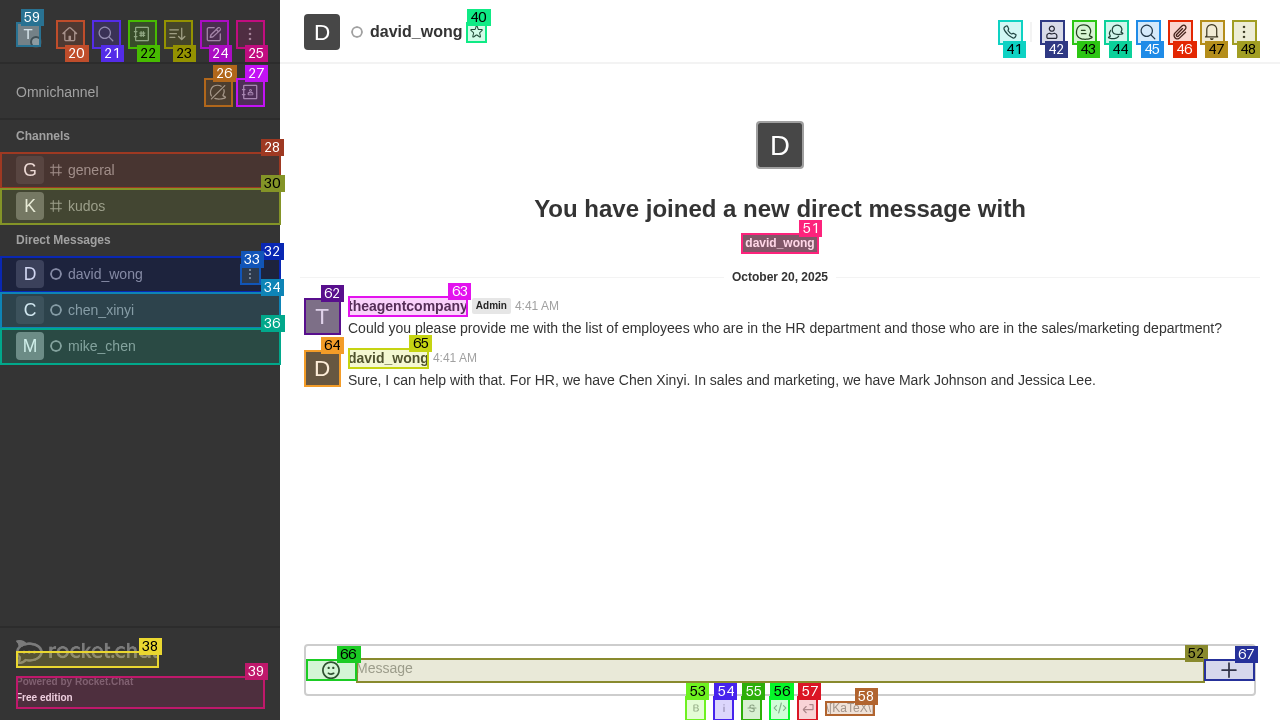 59
T
20
21
22
23
24
25
Omnichannel
26
27
Channels
28
G general
30
K kudos
Direct Messages
32
33
D david_wong
34
C chen_xinyi
36
M mike_chen
38
rocket.chat
39
Powered by Rocket.Chat
Free edition
D david_wong
40
41
42
43
44
45
46
47
48
D
You have joined a new direct message with
51
david_wong
October 20, 2025
62
63
T
theagentcompany Admin 4:41 AM
Could you please provide me with the list of employees who are in the HR department and those who are in the sales/marketing department?
64
65
D
david_wong 4:41 AM
Sure, I can help with that. For HR, we have Chen Xinyi. In sales and marketing, we have Mark Johnson and Jessica Lee.
66
52
67
Message
53
54
55
56
57
58
B
i
S
</>
\[KaTeX\]